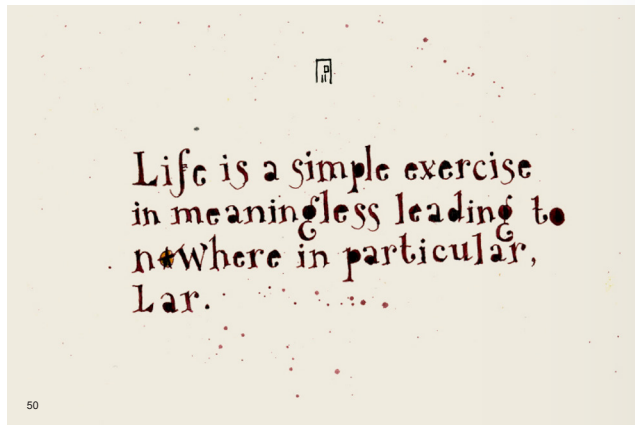 Life is a simple exercise
in meaningless leading to
nowhere in particular,
Lar.
50